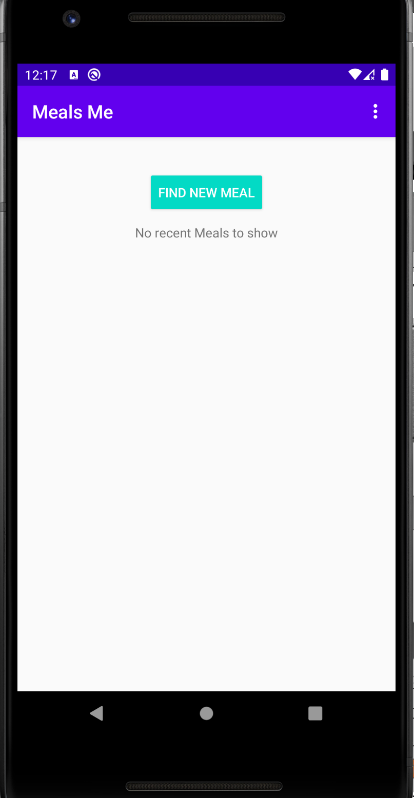 12:17
Meals Me
FIND NEW MEAL
No recent Meals to show